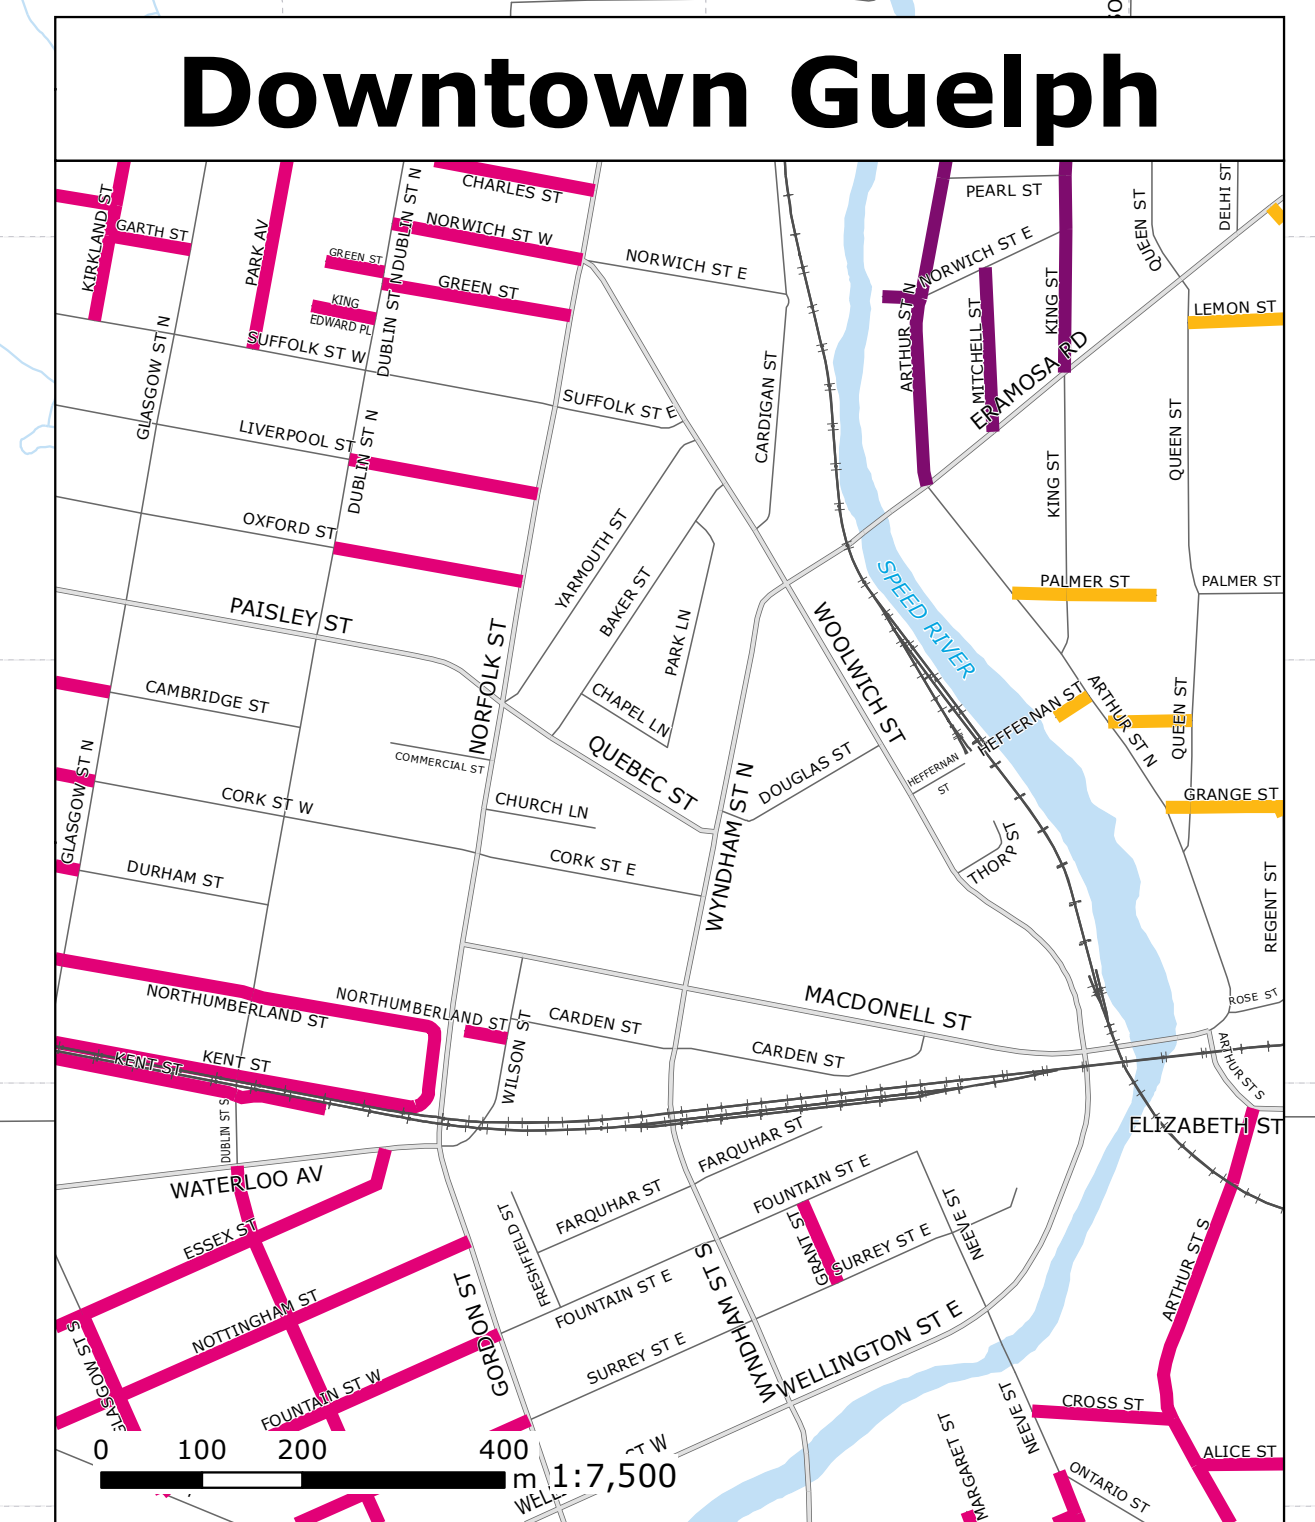 SO
Downtown Guelph
CHARLES ST
PEARL ST
DELHI ST
QUEEN ST
KIRKLAND ST
GARTH ST
PARK AV
DUBLIN ST N
NORWICH ST W
NORWICH ST E
NORWICH ST E
GREEN ST
GREEN ST
KING
EDWARD PL
DUBLIN ST N
ARTHUR ST N
MITCHELL ST
KING ST
LEMON ST
GLASGOW ST N
SUFFOLK ST W
SUFFOLK ST E
CARDIGAN ST
ERAMOSA RD
LIVERPOOL ST
DUBLIN ST N
KING ST
QUEEN ST
OXFORD ST
YARMOUTH ST
BAKER ST
PARK LN
SPEED RIVER
PALMER ST
PALMER ST
PAISLEY ST
NORFOLK ST
WOOLWICH ST
CAMBRIDGE ST
CHAPEL LN
HEFFERNAN ST
ARTHUR ST N
QUEEN ST
COMMERCIAL ST
QUEBEC ST
DOUGLAS ST
HEFFERNAN
ST
GLASGOW ST N
CORK ST W
CHURCH LN
WYNDHAM ST N
GRANGE ST
DURHAM ST
CORK ST E
THORP ST
REGENT ST
NORTHUMBERLAND ST
NORTHUMBERLAND ST
WILSON ST
CARDEN ST
MACDONELL ST
ROSE ST
KENT ST
KENT ST
CARDEN ST
ARTHUR ST S
DUBLIN ST S
FARQUHAR ST
ELIZABETH ST
WATERLOO AV
FARQUHAR ST
FOUNTAIN ST E
ESSEX ST
FRESHFIELD ST
GRANT ST
SURREY ST E
NEEVE ST
ARTHUR ST S
NOTTINGHAM ST
GORDON ST
FOUNTAIN ST E
WYNDHAM ST S
GLASGOW ST S
SURREY ST E
WELLINGTON ST E
FOUNTAIN ST W
NEEVE ST
CROSS ST
MARGARET ST
ALICE ST
ONTARIO ST
0 100 200 400 m 1:7,500
WELL
ST W